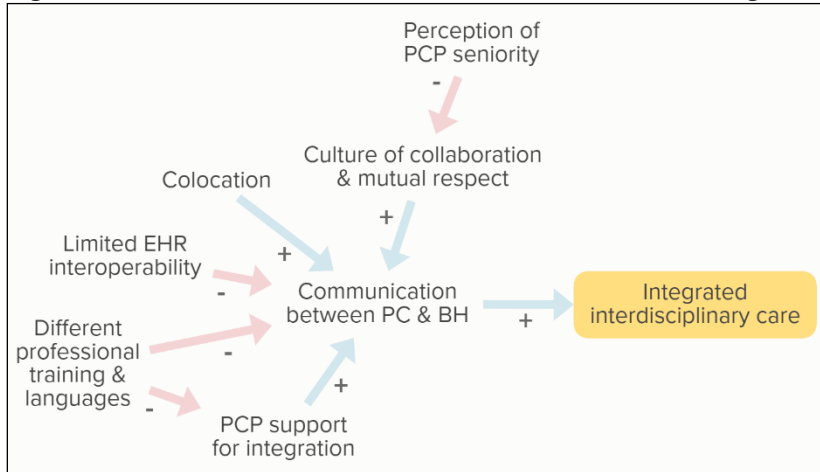 Perception of
PCP seniority
-
Culture of collaboration
& mutual respect
Colocation
+
+
Limited EHR
interoperability
-
Communication
between PC & BH
+
Integrated
interdisciplinary care
Different
professional
training &
languages
-
-
+
PCP support
for integration